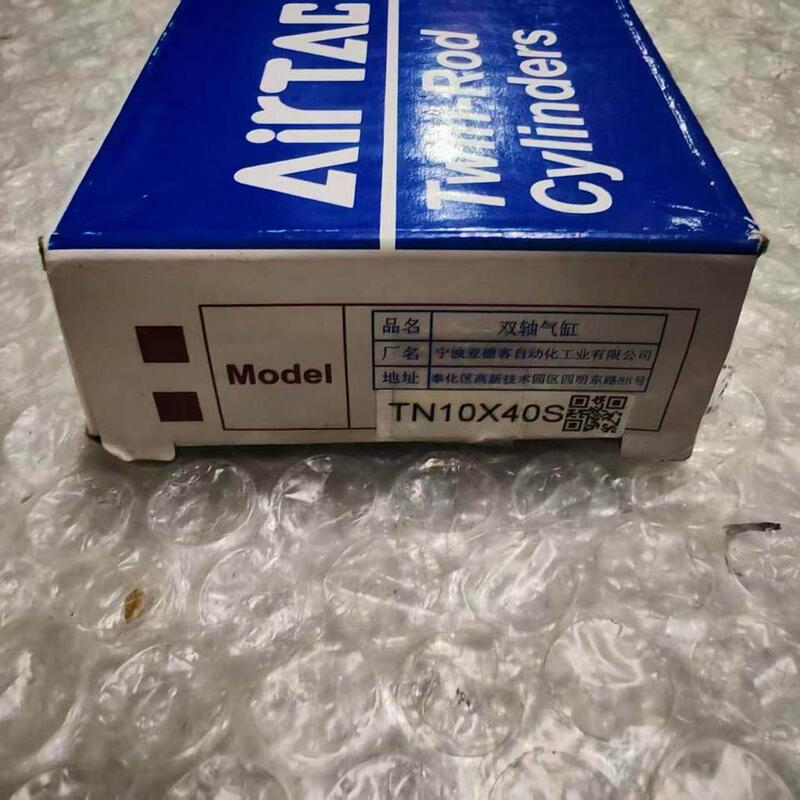 AirTAC
Twin-Rod
Cylinders
Model
品名 双轴气缸
厂名 宁波亚德客自动化工业有限公司
地址 奉化区高新技术园区四明东路88号
TN10X40S